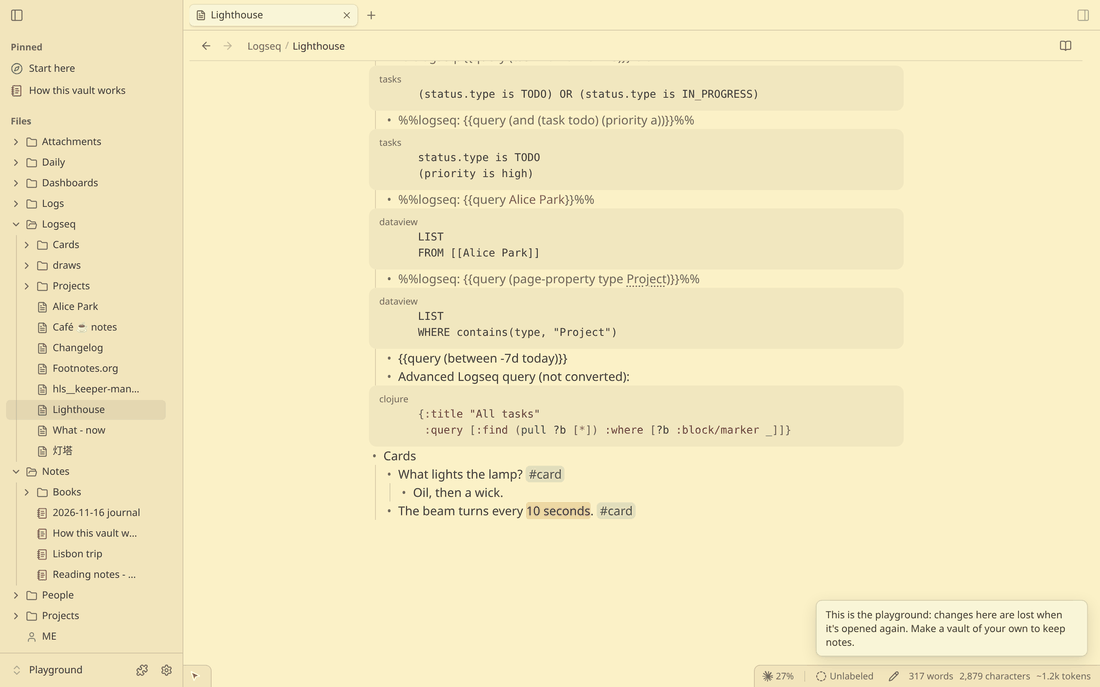 Lighthouse
Pinned
Start here
How this vault works
Files
Attachments
Daily
Dashboards
Logs
Logseq
Cards
draws
Projects
Alice Park
Café ☕ notes
Changelog
Footnotes.org
hls__keeper-man...
Lighthouse
What - now
灯塔
Notes
Books
2026-11-16 journal
How this vault w...
Lisbon trip
Reading notes - ...
People
Projects
ME
Playground
Logseq / Lighthouse
tasks
(status.type is TODO) OR (status.type is IN_PROGRESS)
• %%logseq: {{query (and (task todo) (priority a))}}%%
tasks
status.type is TODO
(priority is high)
• %%logseq: {{query Alice Park}}%%
dataview
LIST
FROM [[Alice Park]]
• %%logseq: {{query (page-property type Project)}}%%
dataview
LIST
WHERE contains(type, "Project")
• {{query (between -7d today)}}
• Advanced Logseq query (not converted):
clojure
{:title "All tasks"
:query [:find (pull ?b [*]) :where [?b :block/marker _]]}
• Cards
• What lights the lamp? #card
• Oil, then a wick.
• The beam turns every 10 seconds. #card
This is the playground: changes here are lost when
it's opened again. Make a vault of your own to keep
notes.
27% Unlabeled 317 words 2,879 characters ~1.2k tokens